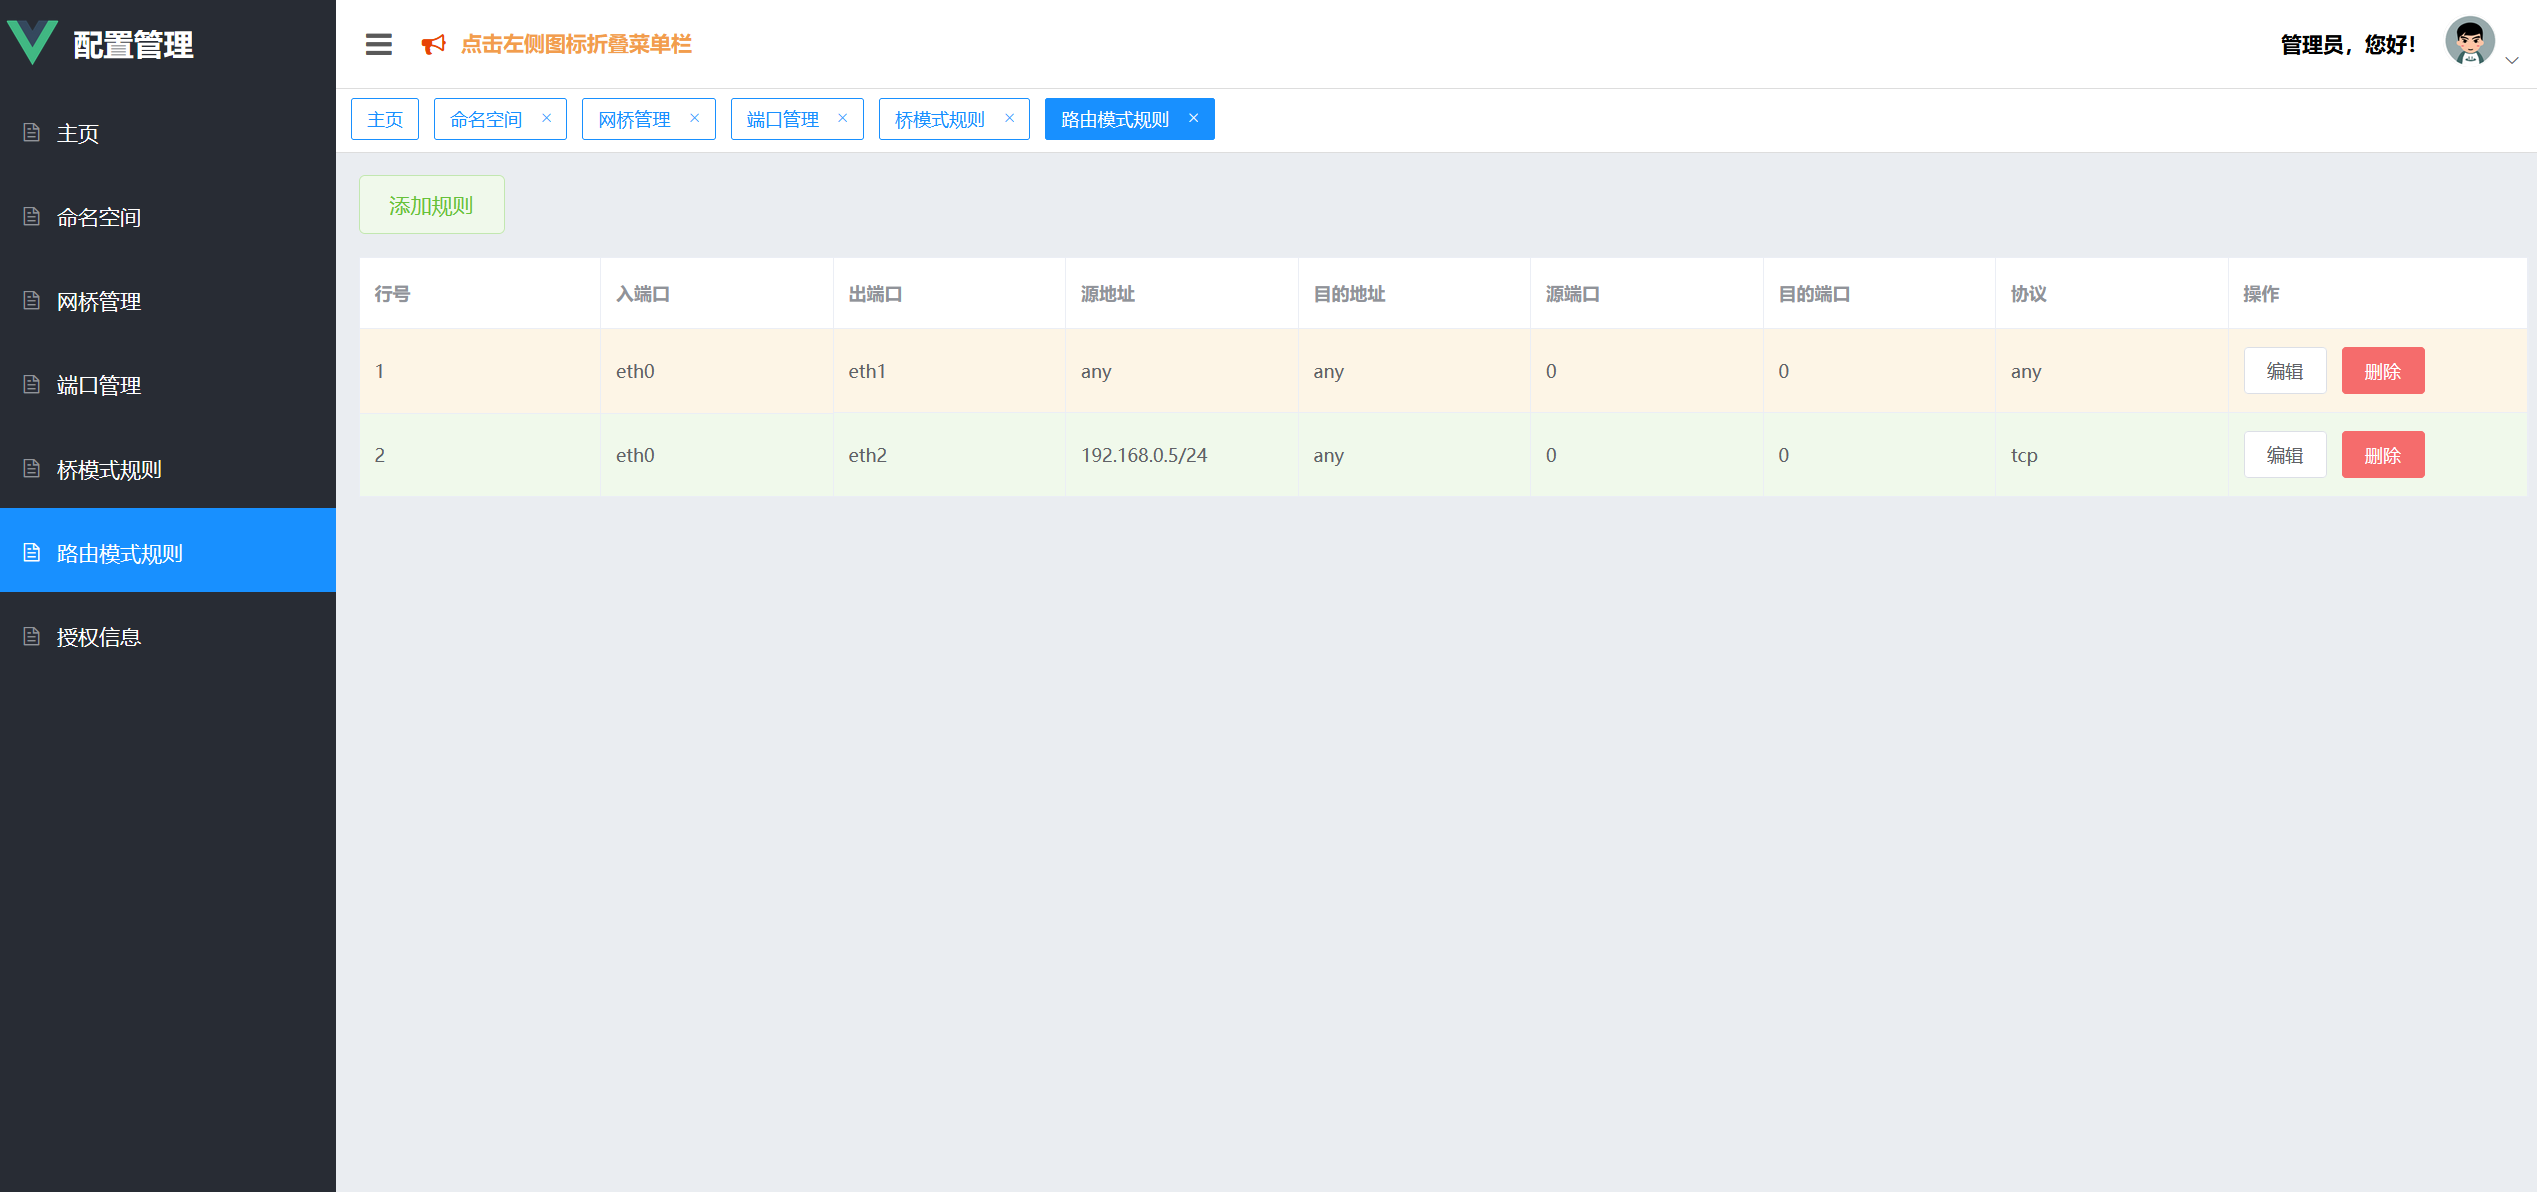 配置管理
点击左侧图标折叠菜单栏
管理员，您好！
主页
命名空间
网桥管理
端口管理
桥模式规则
路由模式规则
授权信息
主页 命名空间 网桥管理 端口管理 桥模式规则 路由模式规则
添加规则
行号 入端口 出端口 源地址 目的地址 源端口 目的端口 协议 操作
1 eth0 eth1 any any 0 0 any 编辑 删除
2 eth0 eth2 192.168.0.5/24 any 0 0 tcp 编辑 删除